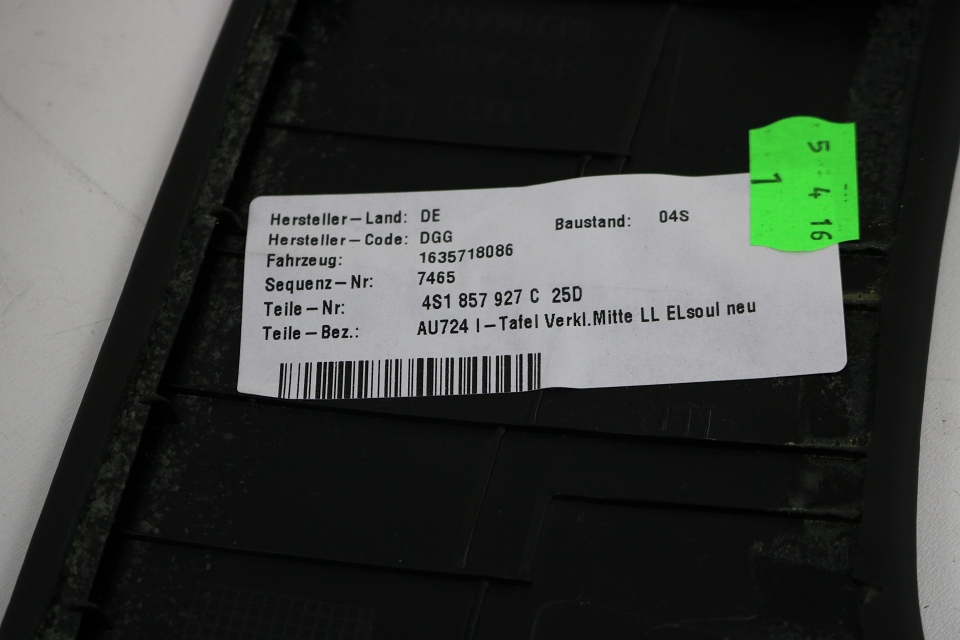 GERMANY
Hersteller-Land: DE
Baustand: 04S
Hersteller-Code: DGG
Fahrzeug: 1635718086
Sequenz-Nr: 7465
Teile-Nr: 4S1 857 927 C 25D
Teile-Bez.: AU724 I-Tafel Verkl.Mitte LL ELsoul neu
5 4 16
1